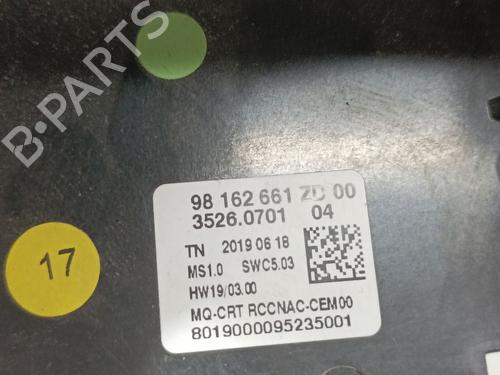 B-PARTS
98 162 661 ZD 00
3526.0701 04
TN 2019 06 18
MS1.0 SWC5.03
HW19/03.00
MQ-CRT RCCNAC-CEM00
8019000095235001
17